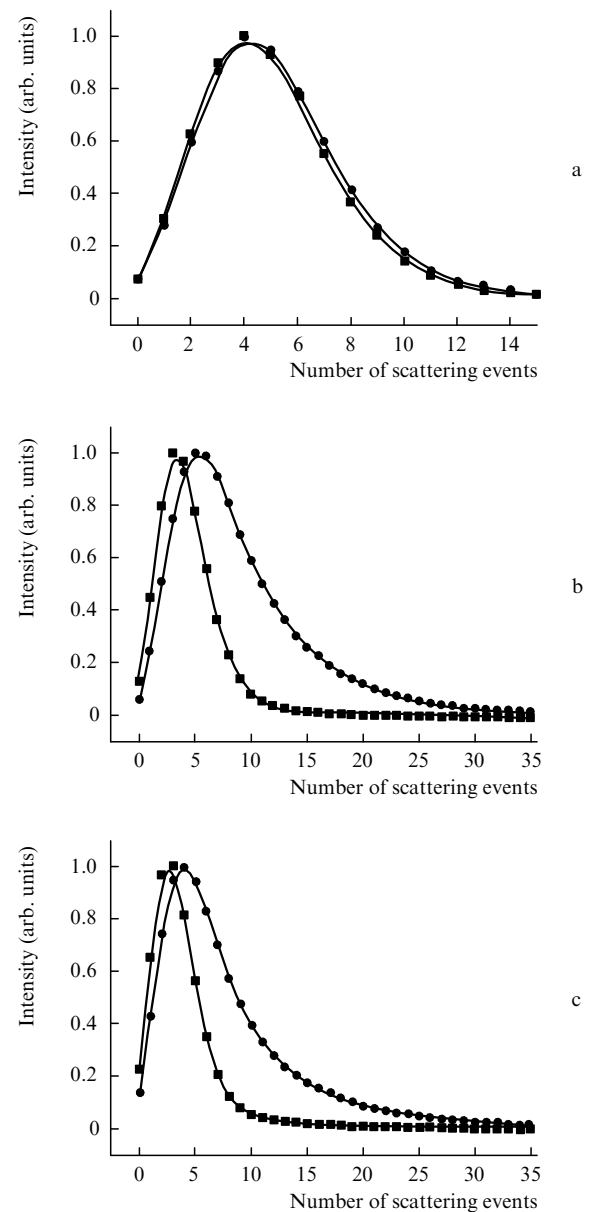 Intensity (arb. units)
1.0
0.8
0.6
0.4
0.2
0
0 2 4 6 8 10 12 14
Number of scattering events
a
Intensity (arb. units)
1.0
0.8
0.6
0.4
0.2
0
0 5 10 15 20 25 30 35
Number of scattering events
b
Intensity (arb. units)
1.0
0.8
0.6
0.4
0.2
0
0 5 10 15 20 25 30 35
Number of scattering events
c